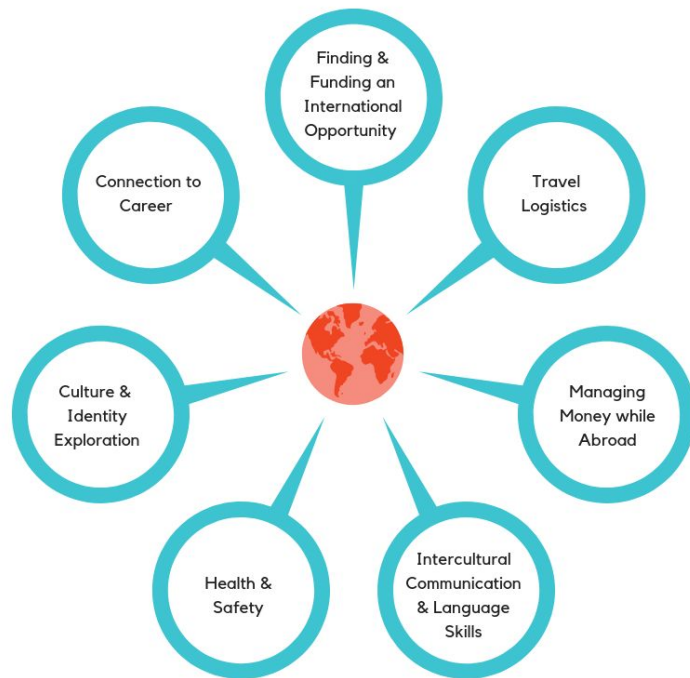 Finding &
Funding an
International
Opportunity
Travel
Logistics
Managing
Money while
Abroad
Intercultural
Communication
& Language
Skills
Health &
Safety
Culture &
Identity
Exploration
Connection to
Career